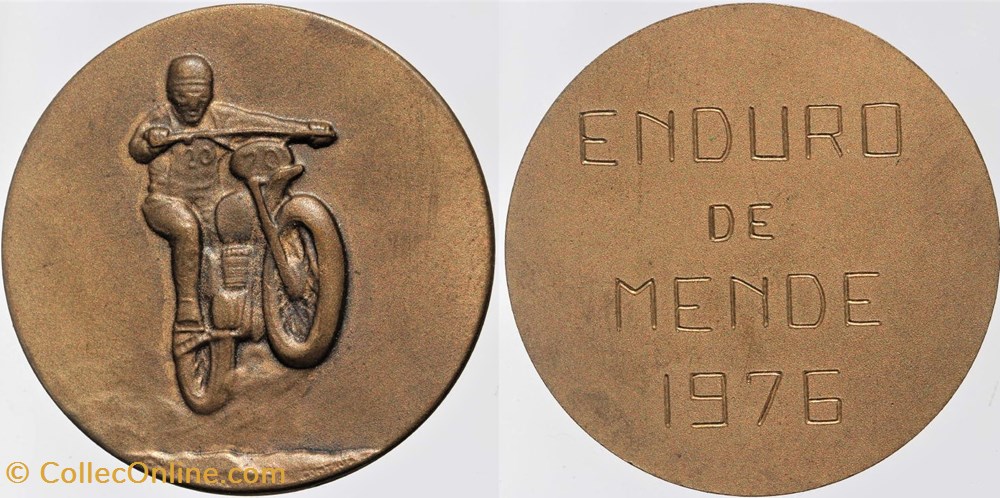 20
20
© CollecOnline.com
ENDURO
DE
MENDE
1976